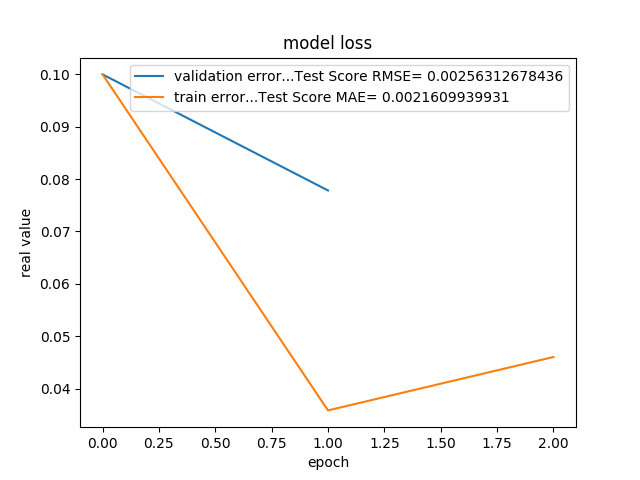 model loss
validation error...Test Score RMSE= 0.00256312678436
train error...Test Score MAE= 0.0021609939931
0.10
0.09
0.08
0.07
0.06
0.05
0.04
real value
0.00 0.25 0.50 0.75 1.00 1.25 1.50 1.75 2.00
epoch